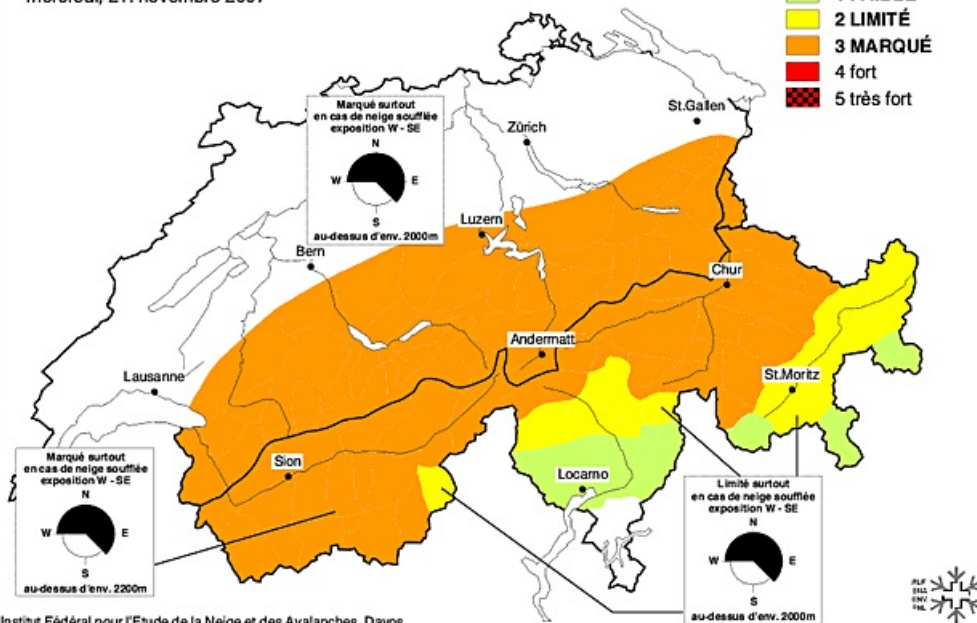 2 LIMITÉ
3 MARQUÉ
4 fort
5 très fort
Marqué surtout
en cas de neige soufflée
exposition W - SE
N
W E
S
au-dessus d'env. 2000m
St.Gallen
Zürich
Luzern
Bern
Chur
Andermatt
St.Moritz
Lausanne
Sion
Locarno
Marqué surtout
en cas de neige soufflée
exposition W - SE
N
W E
S
au-dessus d'env. 2200m
Limité surtout
en cas de neige soufflée
exposition W - SE
N
W E
S
au-dessus d'env. 2000m
Institut Fédéral pour l'Etude de la Neige et des Avalanches, Davos